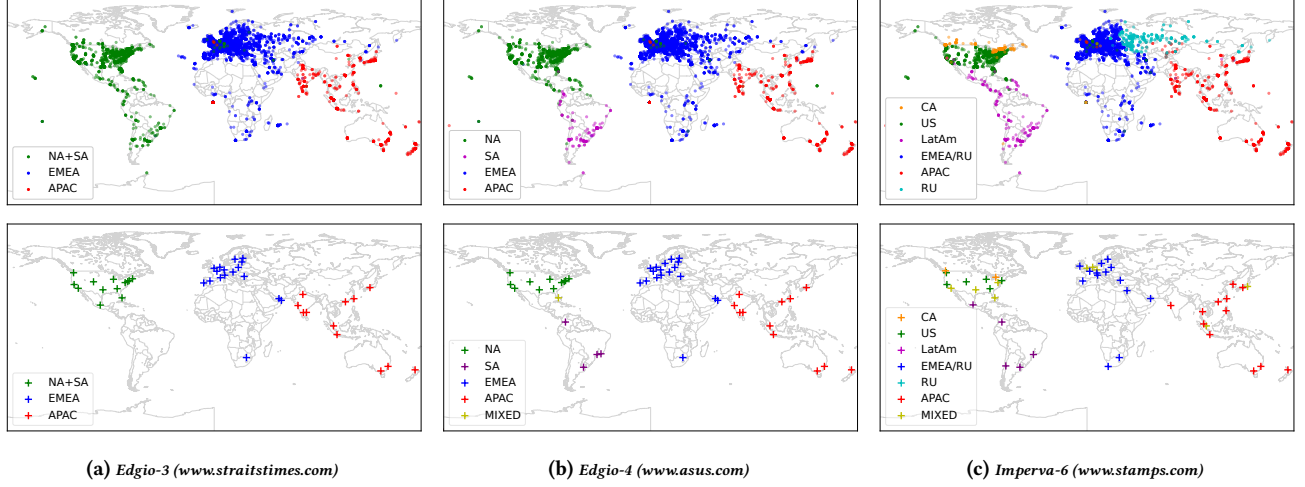 NA+SA
EMEA
APAC
NA
SA
EMEA
APAC
CA
US
LatAm
EMEA/RU
APAC
RU
NA+SA
EMEA
APAC
NA
SA
EMEA
APAC
MIXED
CA
US
LatAm
EMEA/RU
RU
APAC
MIXED
(a) Edgio-3 (www.straitstimes.com)
(b) Edgio-4 (www.asus.com)
(c) Imperva-6 (www.stamps.com)